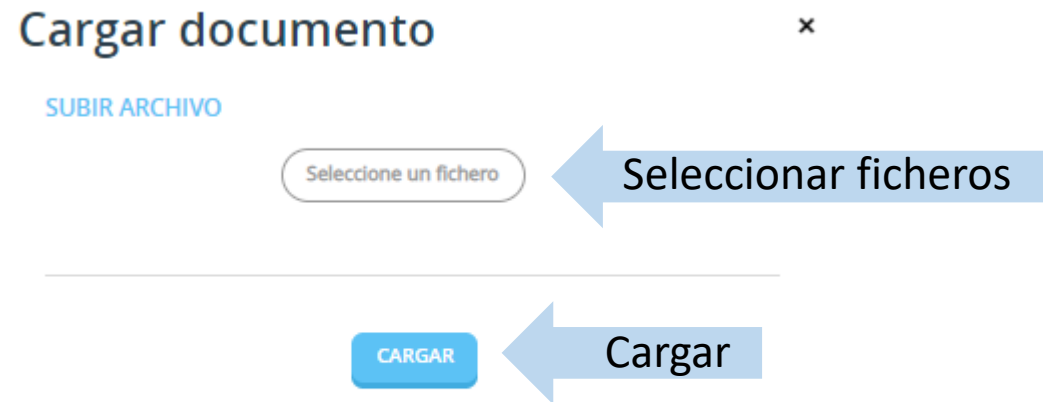 Cargar documento ×
SUBIR ARCHIVO
Seleccione un fichero
Seleccionar ficheros
CARGAR
Cargar